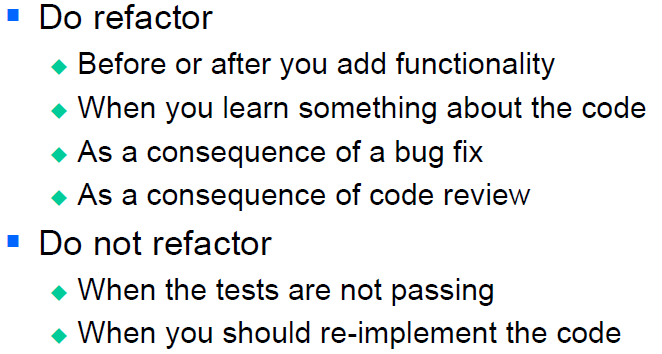 Do refactor
Before or after you add functionality
When you learn something about the code
As a consequence of a bug fix
As a consequence of code review
Do not refactor
When the tests are not passing
When you should re-implement the code